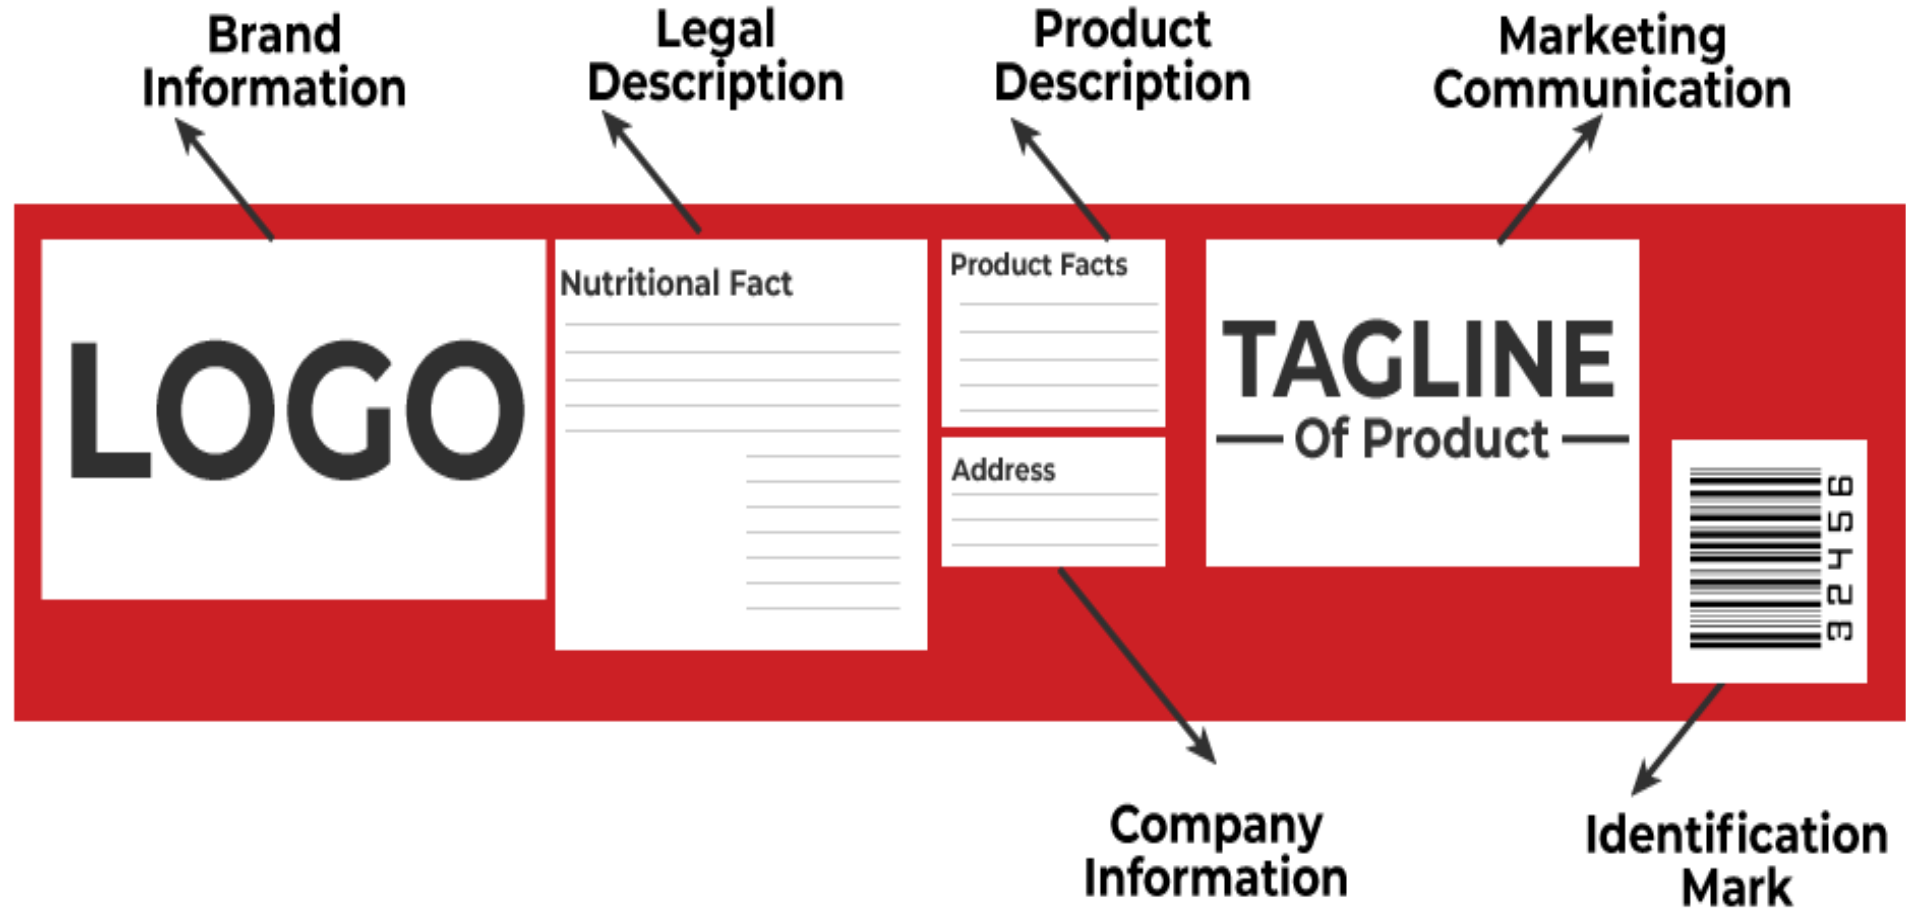 Brand
Information
Legal
Description
Product
Description
Marketing
Communication
LOGO
Nutritional Fact
Product Facts
Address
TAGLINE
Of Product
32456
Company
Information
Identification
Mark